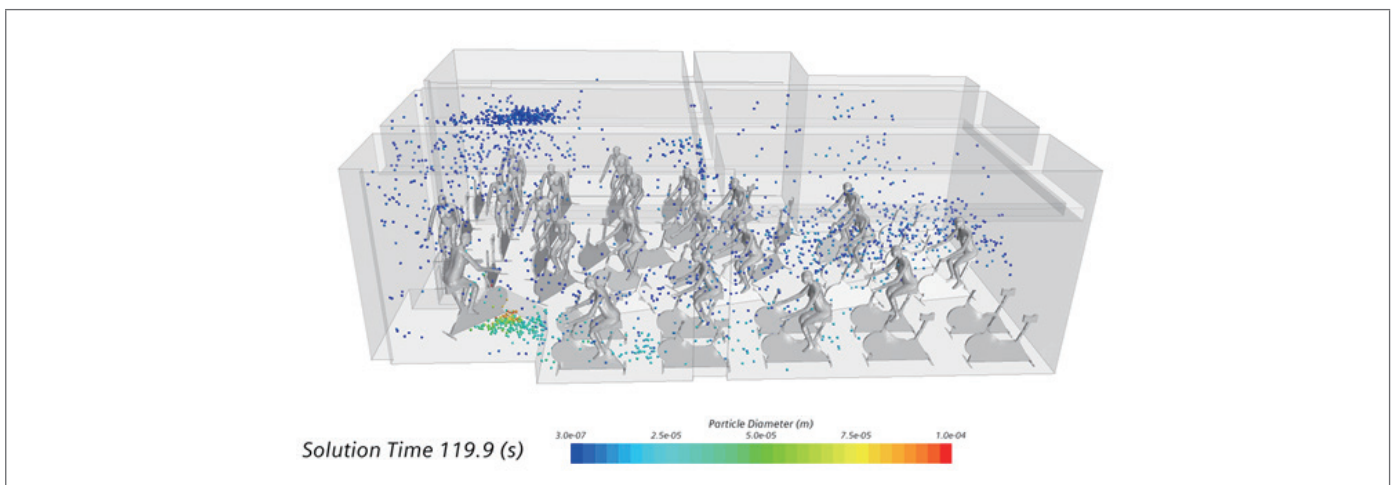 Particle Diameter (m)
3.0e-07 2.5e-05 5.0e-05 7.5e-05 1.0e-04
Solution Time 119.9 (s)